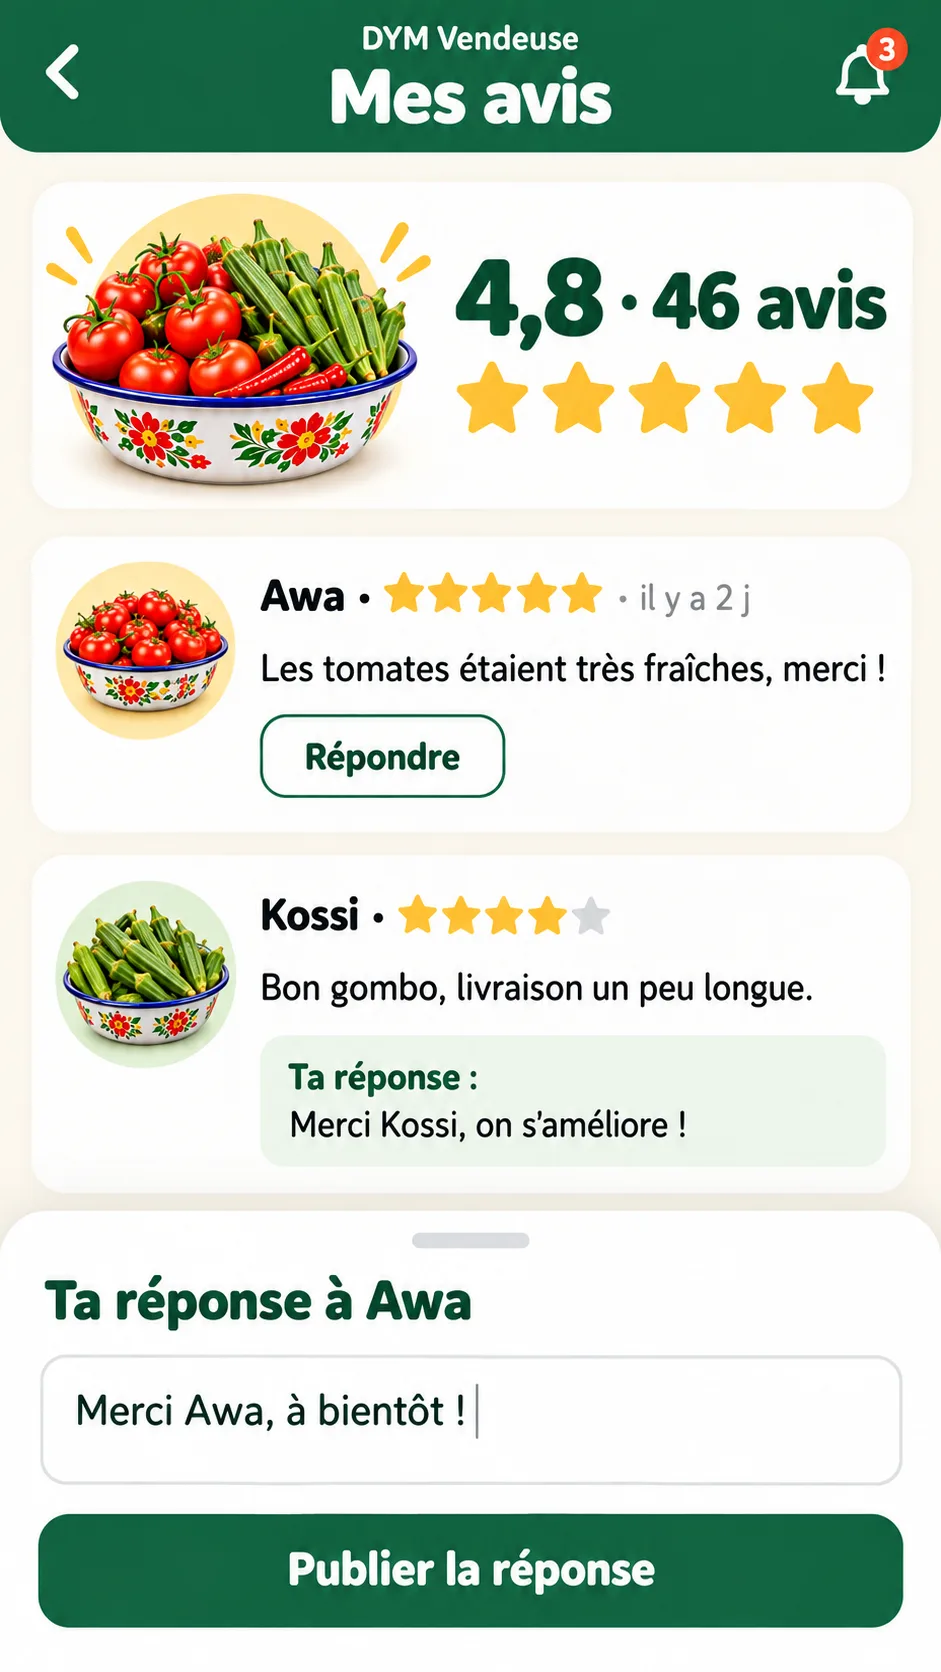 DYM Vendeuse
Mes avis
3
4,8 · 46 avis
Awa • · il y a 2 j
Les tomates étaient très fraîches, merci !
Répondre
Kossi •
Bon gombo, livraison un peu longue.
Ta réponse :
Merci Kossi, on s’améliore !
Ta réponse à Awa
Merci Awa, à bientôt !
Publier la réponse